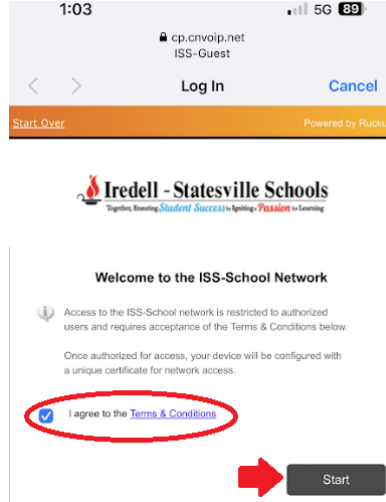 1:03 5G 89
cp.cnvoip.net
ISS-Guest
Log In Cancel
Start Over Powered by Rucku
Iredell - Statesville Schools
Together, Ensuring Student Success by Igniting a Passion for Learning
Welcome to the ISS-School Network
Access to the ISS-School network is restricted to authorized
users and requires acceptance of the Terms & Conditions below.
Once authorized for access, your device will be configured with
a unique certificate for network access.
I agree to the Terms & Conditions
Start